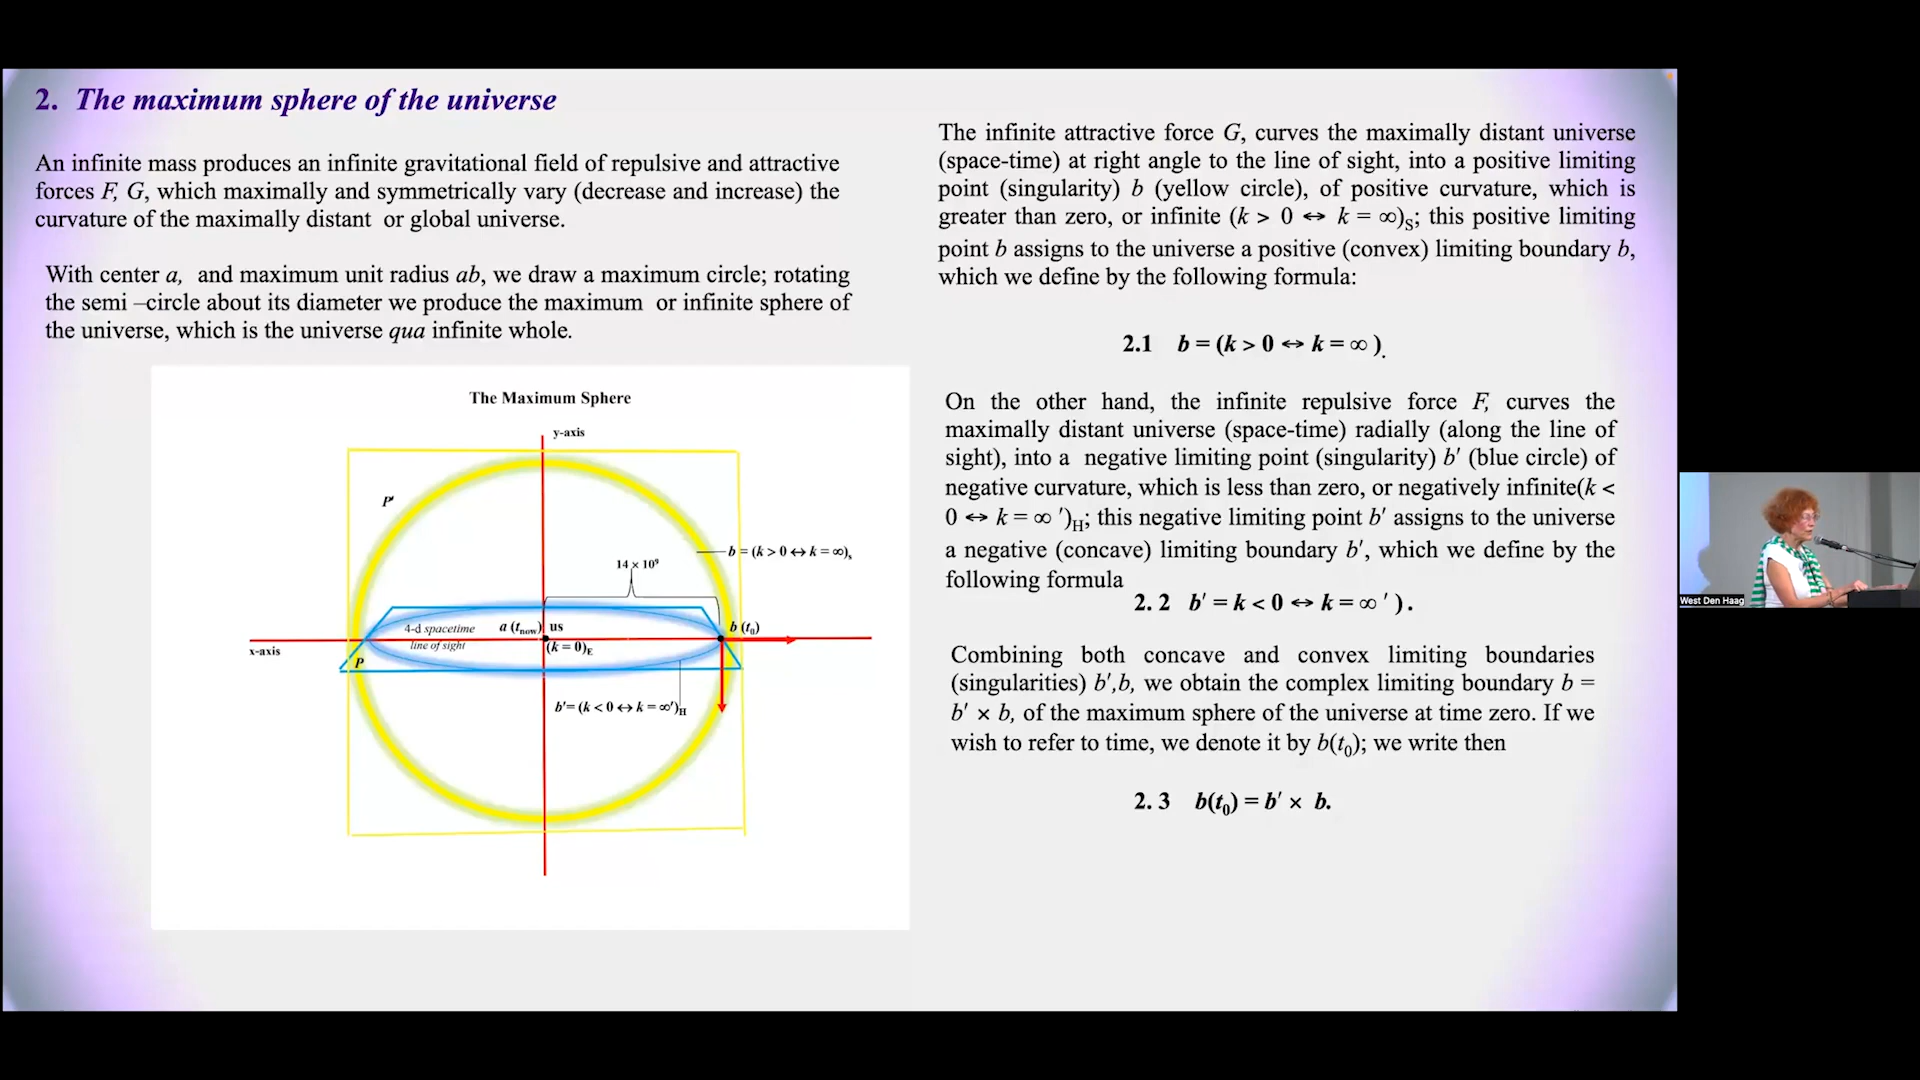 2. The maximum sphere of the universe
An infinite mass produces an infinite gravitational field of repulsive and attractive
forces F, G, which maximally and symmetrically vary (decrease and increase) the
curvature of the maximally distant or global universe.
With center a, and maximum unit radius ab, we draw a maximum circle; rotating
the semi –circle about its diameter we produce the maximum or infinite sphere of
the universe, which is the universe qua infinite whole.
The Maximum Sphere
y-axis
P'
b = (k > 0 ↔ k = ∞)s
14 × 10⁹
4-d spacetime
a (tnow) us
b (t₀)
x-axis
line of sight
(k = 0)E
P
b'= (k < 0 ↔ k = ∞')H
The infinite attractive force G, curves the maximally distant universe
(space-time) at right angle to the line of sight, into a positive limiting
point (singularity) b (yellow circle), of positive curvature, which is
greater than zero, or infinite (k > 0 ↔ k = ∞)S; this positive limiting
point b assigns to the universe a positive (convex) limiting boundary b,
which we define by the following formula:
2.1 b = (k > 0 ↔ k = ∞ ).
On the other hand, the infinite repulsive force F, curves the
maximally distant universe (space-time) radially (along the line of
sight), into a negative limiting point (singularity) b' (blue circle) of
negative curvature, which is less than zero, or negatively infinite(k <
0 ↔ k = ∞ ')H; this negative limiting point b' assigns to the universe
a negative (concave) limiting boundary b', which we define by the
following formula
2. 2 b' = k < 0 ↔ k = ∞ ' ).
Combining both concave and convex limiting boundaries
(singularities) b',b, we obtain the complex limiting boundary b =
b' × b, of the maximum sphere of the universe at time zero. If we
wish to refer to time, we denote it by b(t₀); we write then
2. 3 b(t₀) = b' × b.
West Den Haag